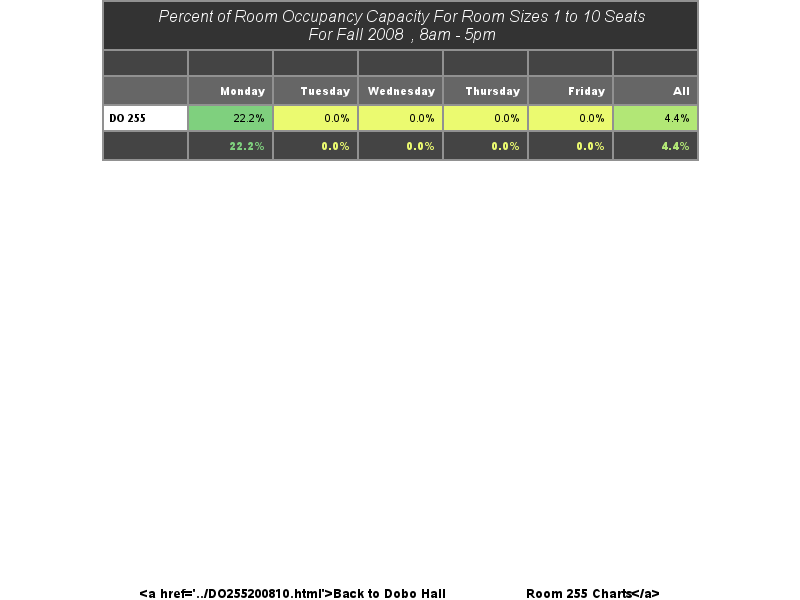 Percent of Room Occupancy Capacity For Room Sizes 1 to 10 Seats
For Fall 2008 , 8am - 5pm
Monday Tuesday Wednesday Thursday Friday All
DO 255 22.2% 0.0% 0.0% 0.0% 0.0% 4.4%
22.2% 0.0% 0.0% 0.0% 0.0% 4.4%
<a href='../DO255200810.html'>Back to Dobo Hall Room 255 Charts</a>